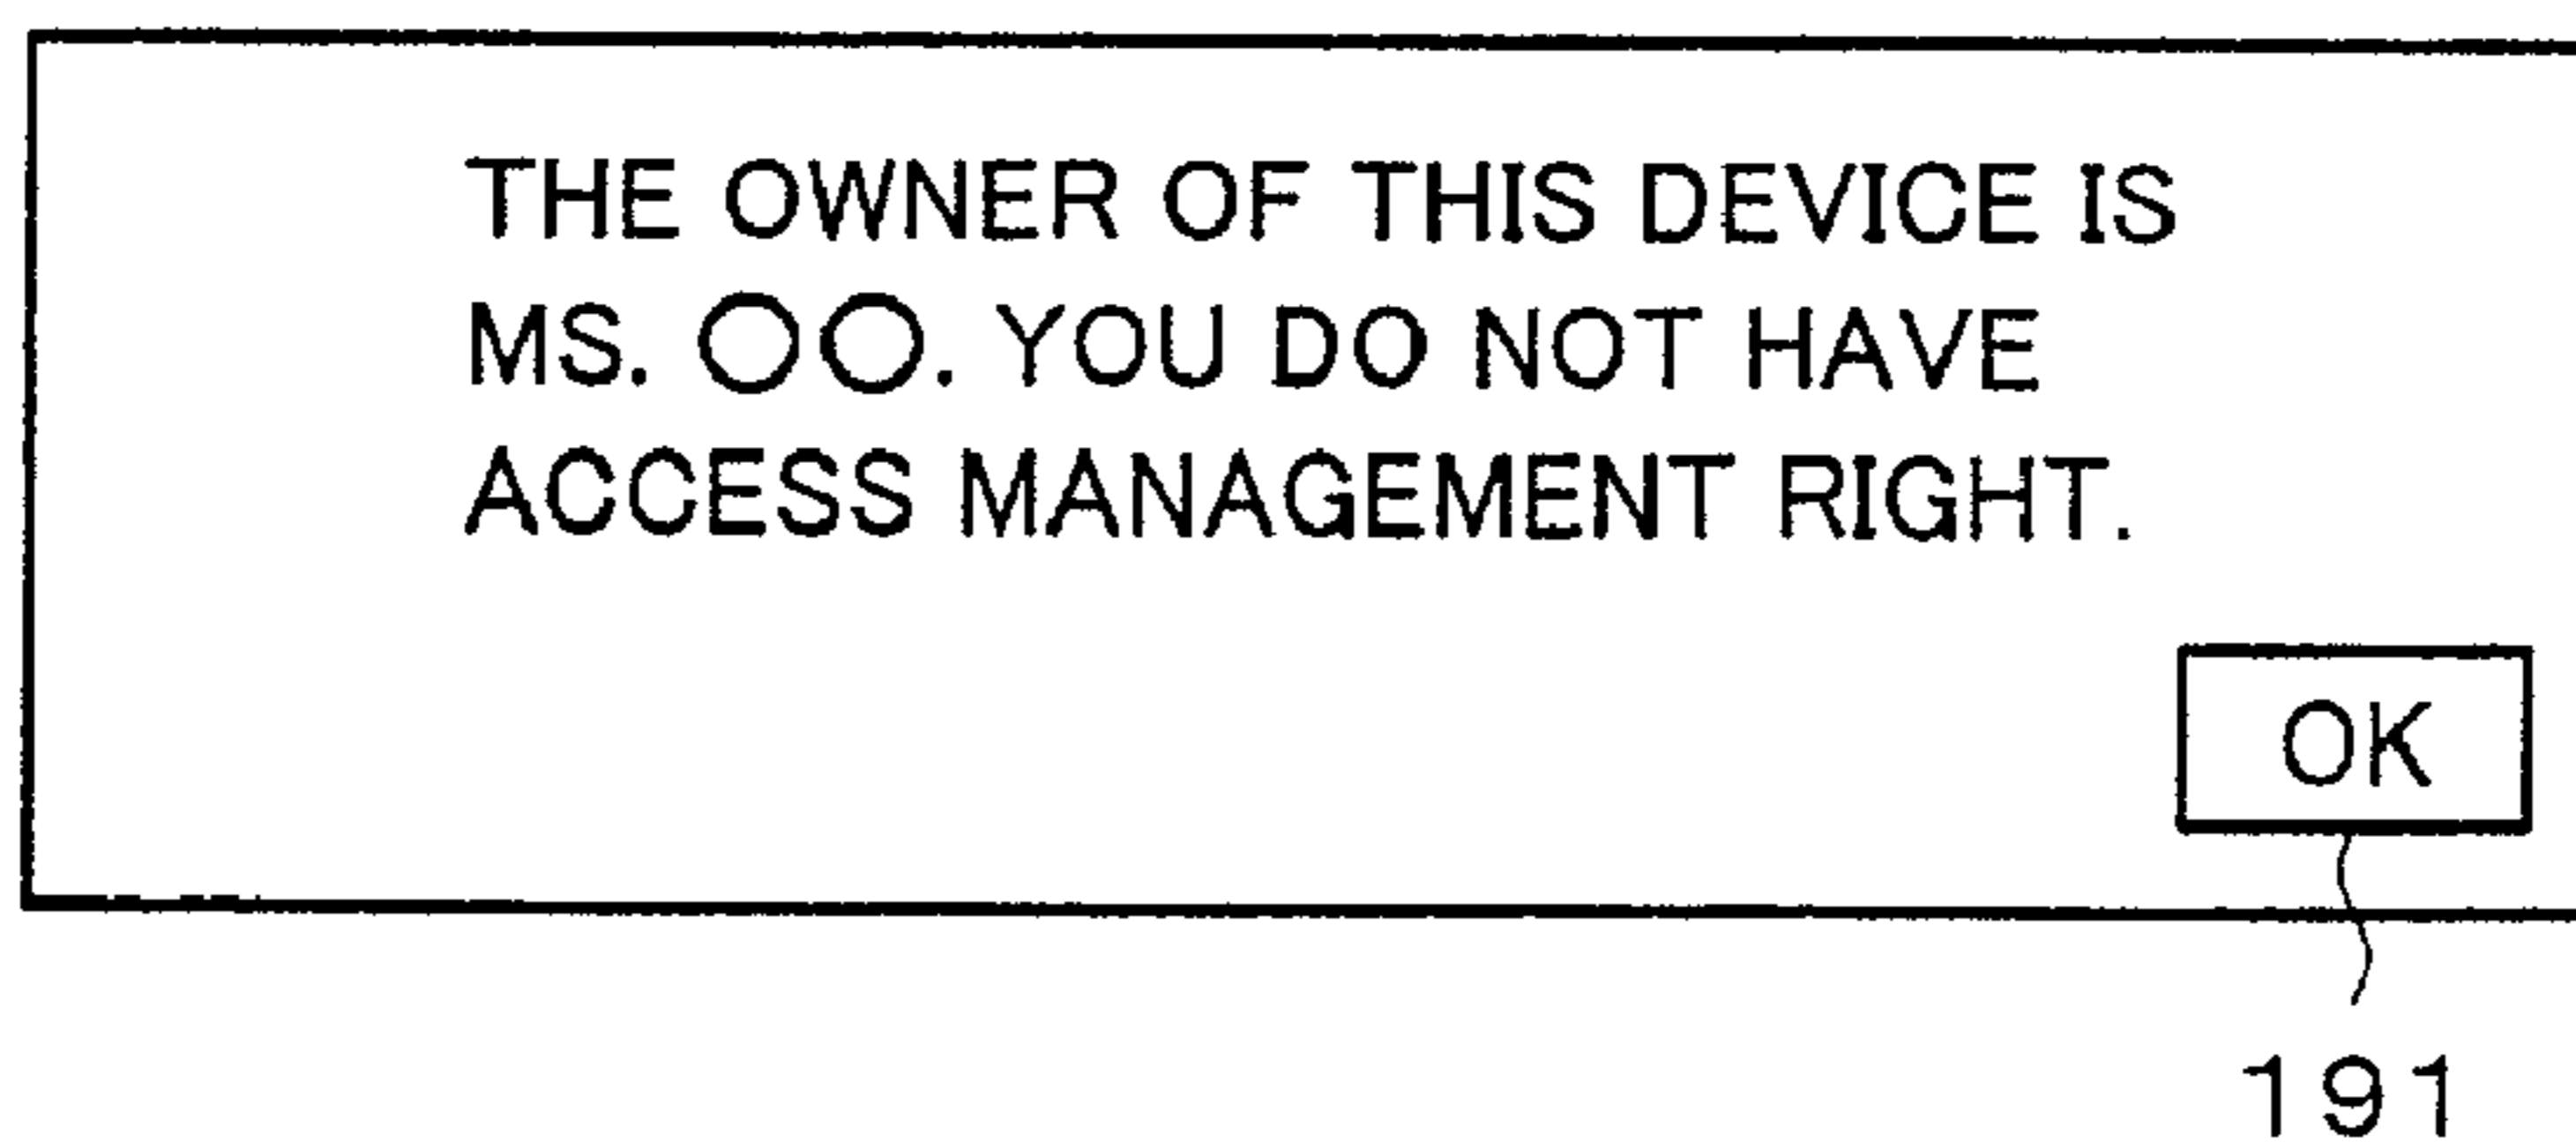 THE OWNER OF THIS DEVICE IS
MS. ○○. YOU DO NOT HAVE
ACCESS MANAGEMENT RIGHT.
OK
191